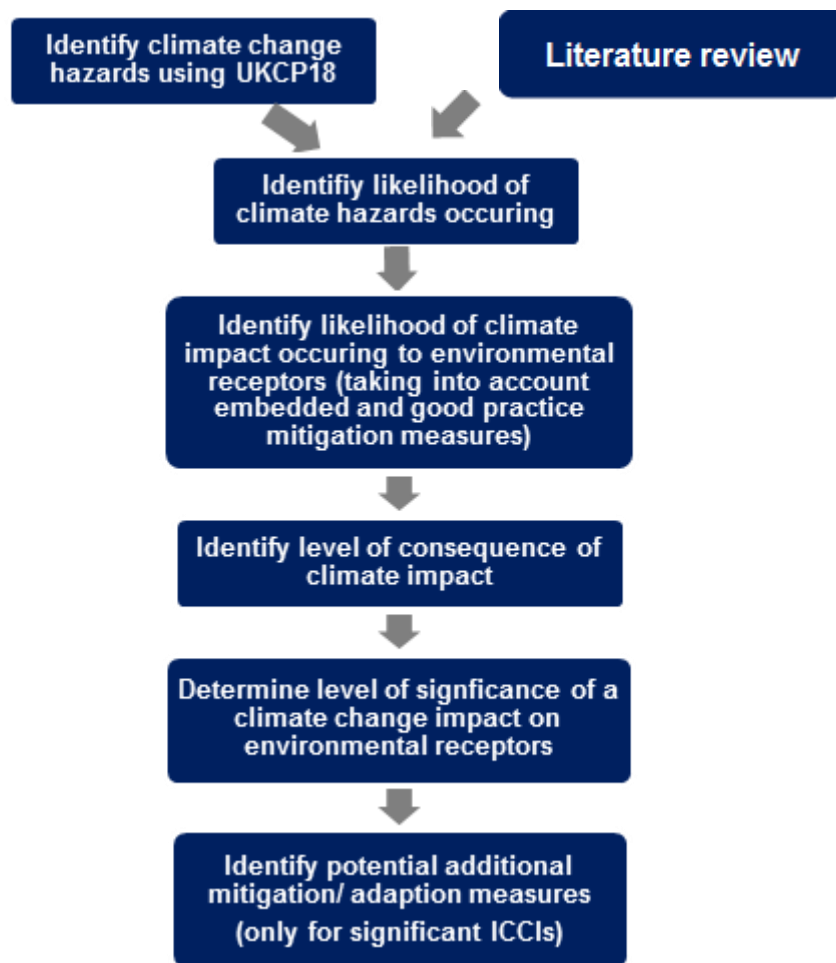 Identify climate change
hazards using UKCP18
Literature review
Identifiy likelihood of
climate hazards occuring
Identify likelihood of climate
impact occuring to environmental
receptors (taking into account
embedded and good practice
mitigation measures)
Identify level of consequence of
climate impact
Determine level of signficance of a
climate change impact on
environmental receptors
Identify potential additional
mitigation/ adaption measures
(only for significant ICCIs)